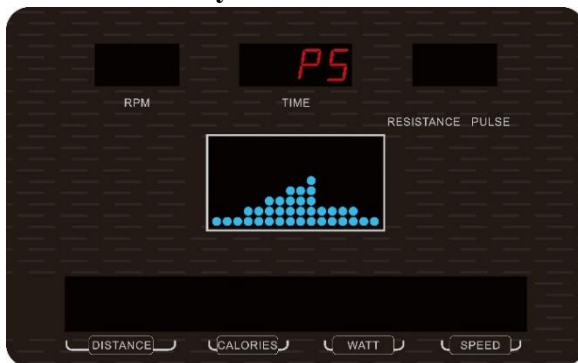 P5
RPM
TIME
RESISTANCE PULSE
DISTANCE
CALORIES
WATT
SPEED